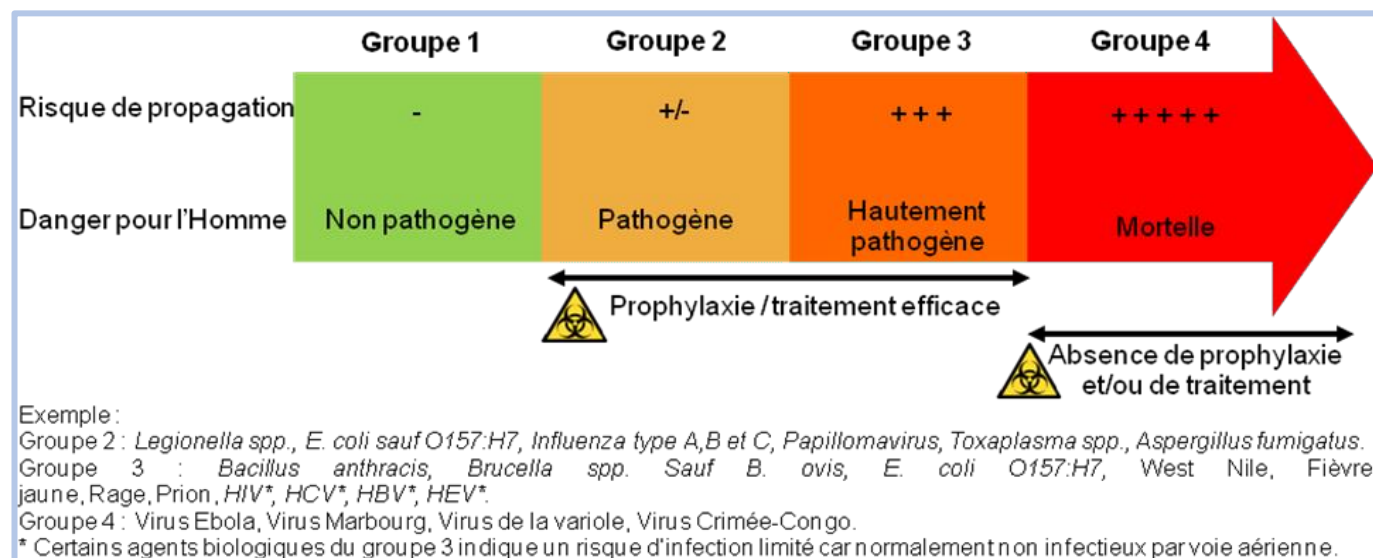 Groupe 1 Groupe 2 Groupe 3 Groupe 4
Risque de propagation - +/- +++ +++++
Danger pour l'Homme Non pathogène Pathogène Hautement pathogène Mortelle
Prophylaxie / traitement efficace
Absence de prophylaxie
et/ou de traitement
Exemple :
Groupe 2 : Legionella spp., E. coli sauf O157:H7, Influenza type A,B et C, Papillomavirus, Toxaplasma spp., Aspergillus fumigatus.
Groupe 3 : Bacillus anthracis, Brucella spp. Sauf B. ovis, E. coli O157:H7, West Nile, Fièvre
jaune, Rage, Prion, HIV*, HCV*, HBV*, HEV*.
Groupe 4 : Virus Ebola, Virus Marbourg, Virus de la variole, Virus Crimée-Congo.
* Certains agents biologiques du groupe 3 indique un risque d'infection limité car normalement non infectieux par voie aérienne.